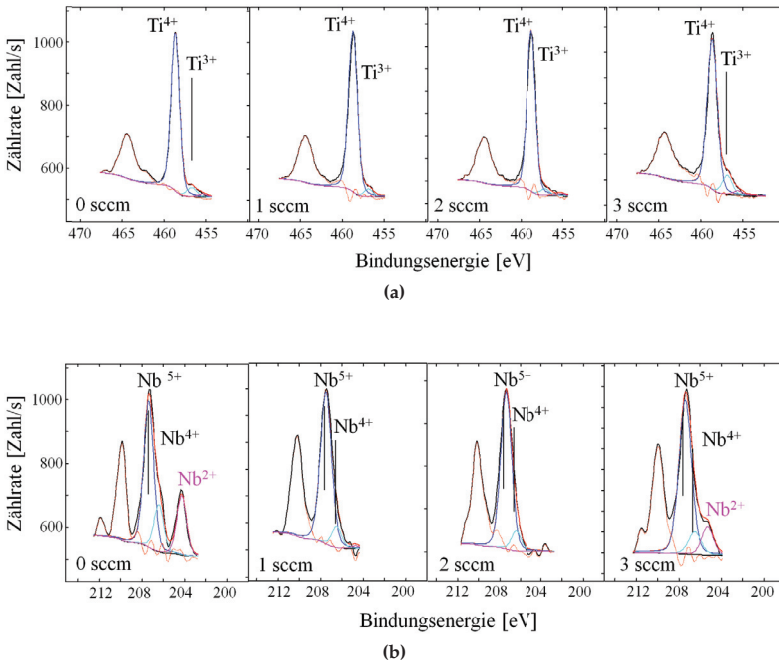 Ti⁴⁺ Ti³⁺ Ti⁴⁺ Ti³⁺ Ti⁴⁺ Ti³⁺ Ti⁴⁺ Ti³⁺
Zählrate [Zahl/s]
1000
800
600
0 sccm 1 sccm 2 sccm 3 sccm
470 465 460 455 470 465 460 455 470 465 460 455 470 465 460 455
Bindungsenergie [eV]
(a)
Nb⁵⁺ Nb⁴⁺ Nb²⁺ Nb⁵⁺ Nb⁴⁺ Nb⁵⁻ Nb⁴⁺ Nb⁵⁺ Nb⁴⁺ Nb²⁺
Zählrate [Zahl/s]
1000
800
600
0 sccm 1 sccm 2 sccm 3 sccm
212 208 204 200 212 208 204 200 212 208 204 200 212 208 204 200
Bindungsenergie [eV]
(b)